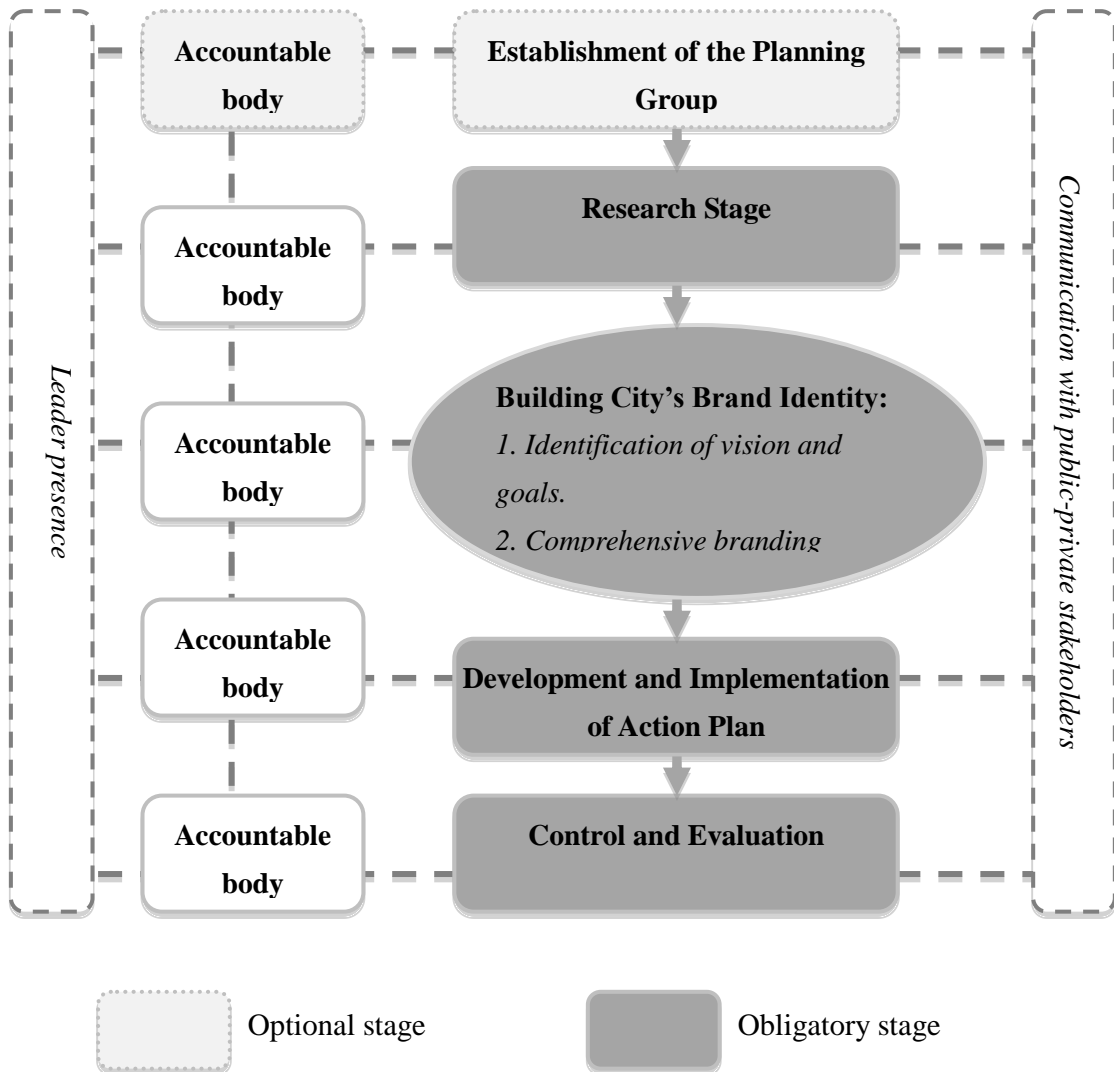 Leader presence
Accountable
body
Establishment of the Planning
Group
Accountable
body
Research Stage
Accountable
body
Building City’s Brand Identity:
1. Identification of vision and
goals.
2. Comprehensive branding
Accountable
body
Development and Implementation
of Action Plan
Accountable
body
Control and Evaluation
Communication with public-private stakeholders
Optional stage
Obligatory stage